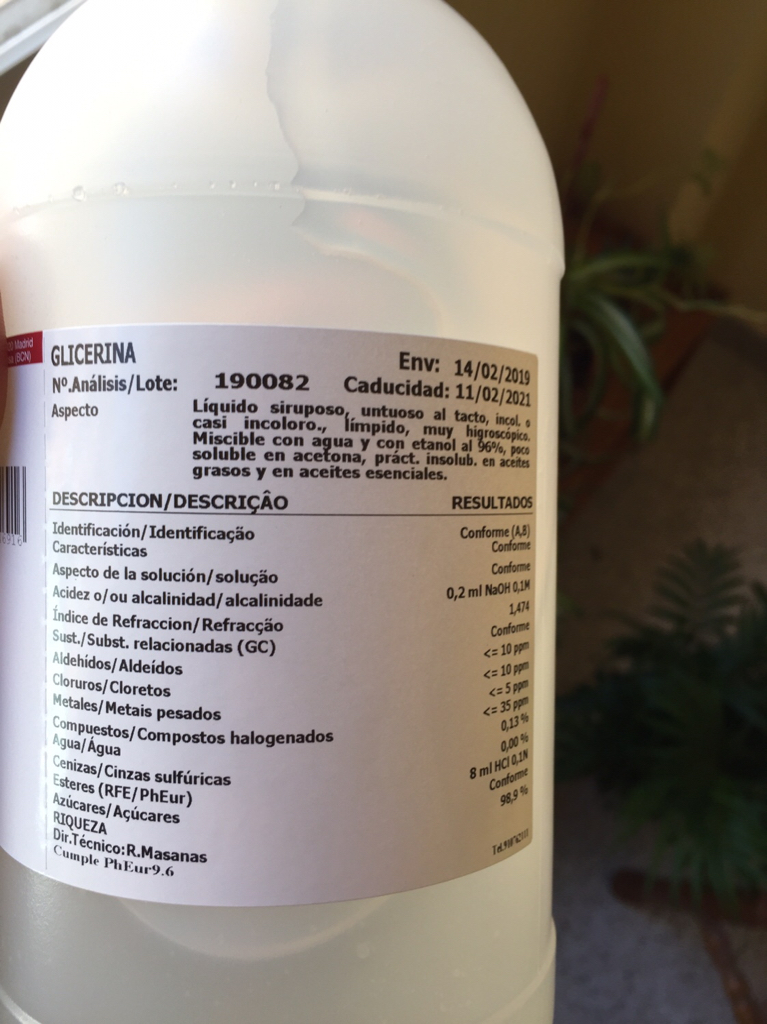 Madrid
(BCN)
GLICERINA
Env: 14/02/2019
Nº.Análisis/Lote: 190082 Caducidad: 11/02/2021
Aspecto
Líquido siruposo, untuoso al tacto, incol. o
casi incoloro., límpido, muy higroscópico.
Miscible con agua y con etanol al 96%, poco
soluble en acetona, práct. insolub. en aceites
grasos y en aceites esenciales.
DESCRIPCION/DESCRIÇÂO RESULTADOS
Identificación/Identificação Conforme (A,B)
Características Conforme
Aspecto de la solución/solução Conforme
Acidez o/ou alcalinidad/alcalinidade 0,2 ml NaOH 0,1M
Índice de Refraccion/Refracção 1,474
Sust./Subst. relacionadas (GC) Conforme
Aldehídos/Aldeídos <= 10 ppm
Cloruros/Cloretos <= 10 ppm
Metales/Metais pesados <= 5 ppm
Compuestos/Compostos halogenados <= 35 ppm
Agua/Água 0,13 %
Cenizas/Cinzas sulfúricas 0,00 %
Esteres (RFE/PhEur) 8 ml HCl 0,1N
Azúcares/Açúcares Conforme
RIQUEZA 98,9 %
Dir.Técnico:R.Masanas
Cumple PhEur9.6